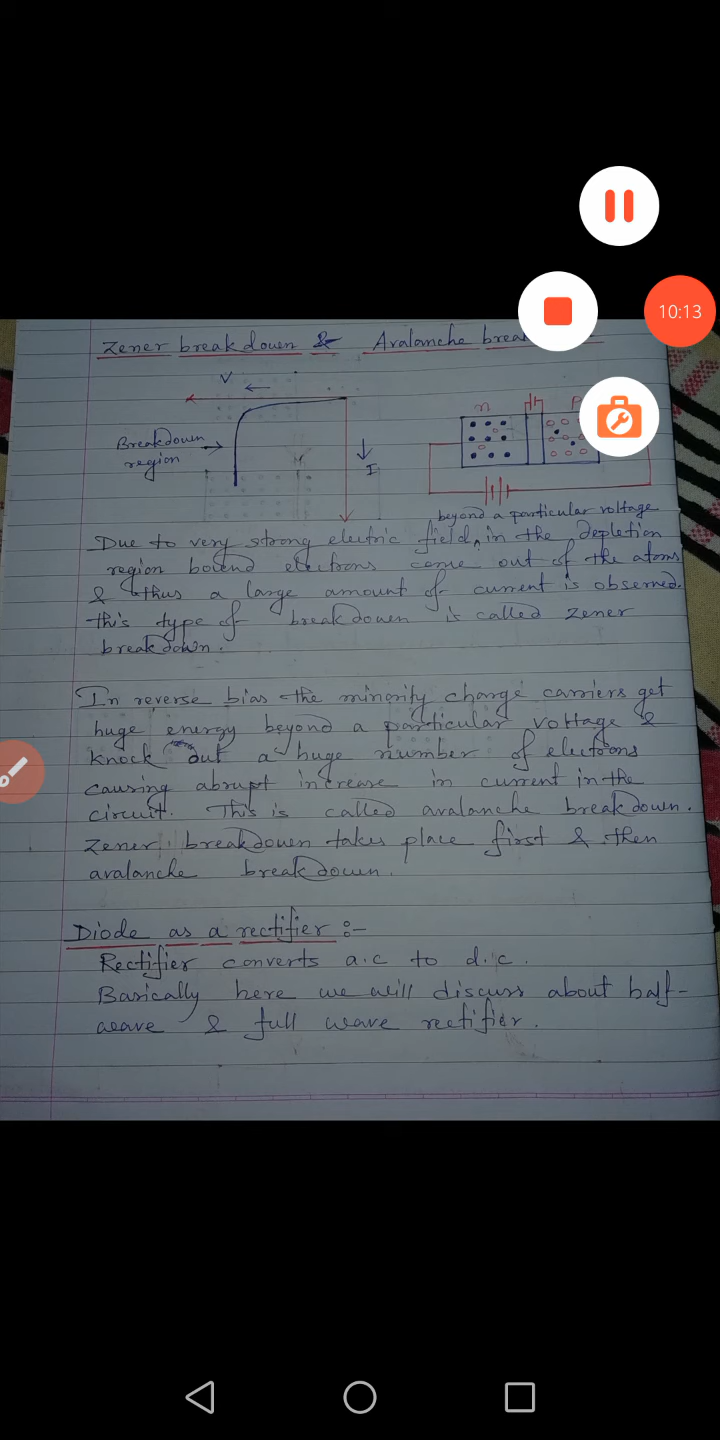 10:13
Zener breakdown & Avalanche
V
Breakdown
region
I
n
P
beyond a particular voltage
Due to very strong electric field ^ in the depletion
region bound electrons come out of the atoms
& thus a large amount of current is observed.
this type of breakdown is called zener
breakdown.
In reverse bias the minority charge carriers get
huge energy beyond a particular voltage &
knock out a huge number of electrons
causing abrupt increase in current in the
circuit. This is called avalanche breakdown.
Zener breakdown takes place first & then
avalanche breakdown.
Diode as a rectifier :-
Rectifier converts a.c to d.c.
Basically here we will discuss about half-
wave & full wave rectifier.